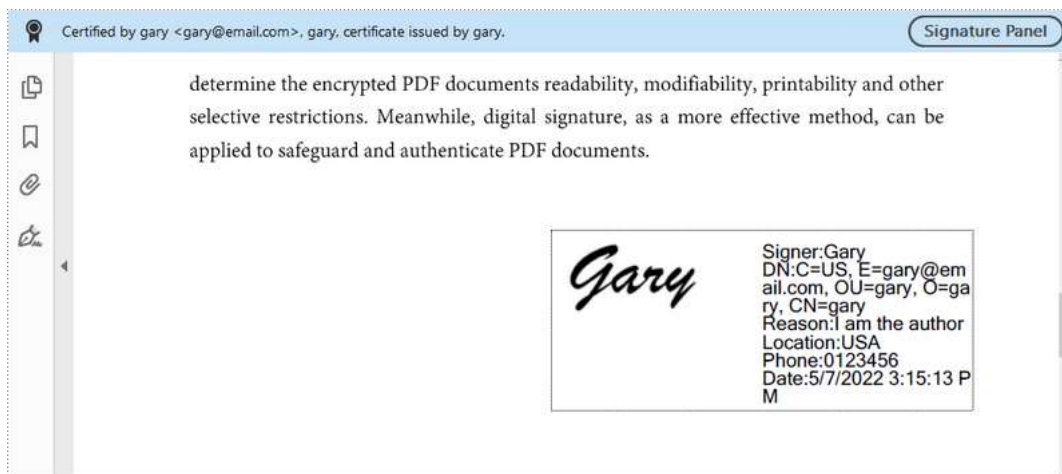 Certified by gary <gary@email.com>, gary, certificate issued by gary.
Signature Panel
determine the encrypted PDF documents readability, modifiability, printability and other
selective restrictions. Meanwhile, digital signature, as a more effective method, can be
applied to safeguard and authenticate PDF documents.
Gary
Signer:Gary
DN:C=US, E=gary@em
ail.com, OU=gary, O=ga
ry, CN=gary
Reason:I am the author
Location:USA
Phone:0123456
Date:5/7/2022 3:15:13 P
M